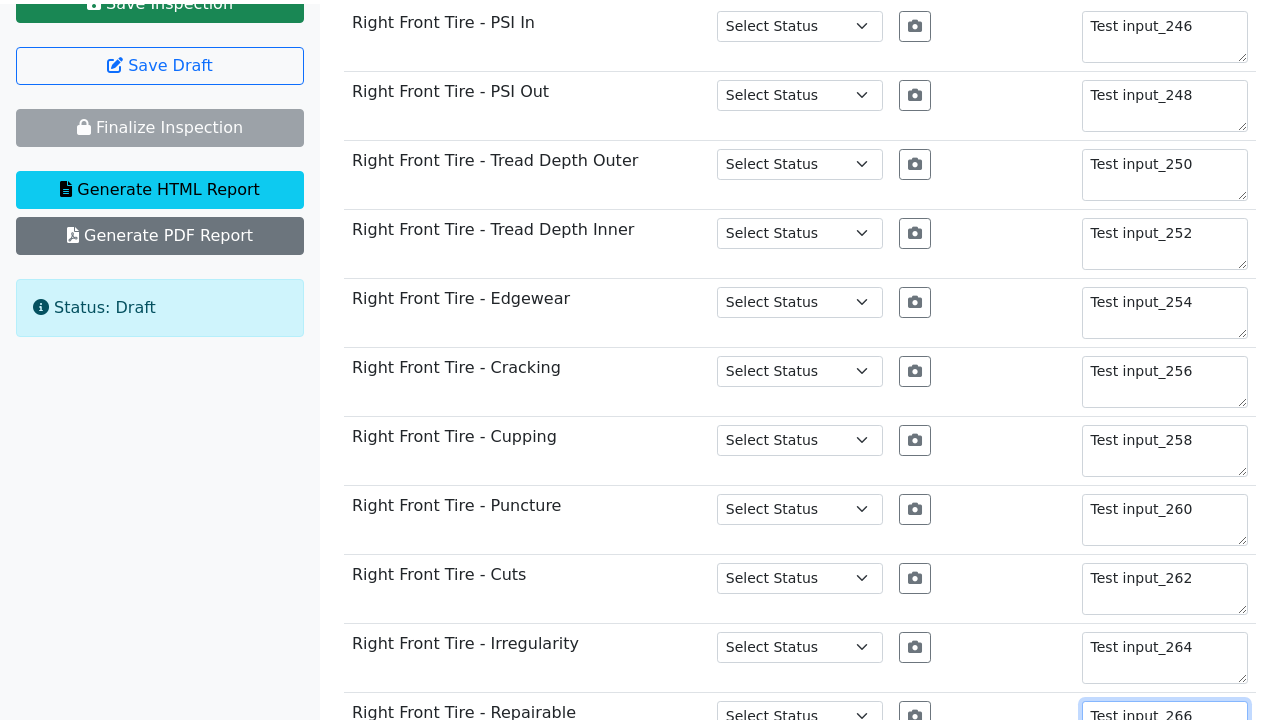 Save Inspection
Save Draft
Finalize Inspection
Generate HTML Report
Generate PDF Report
Status: Draft
Right Front Tire - PSI In Select Status Test input_246
Right Front Tire - PSI Out Select Status Test input_248
Right Front Tire - Tread Depth Outer Select Status Test input_250
Right Front Tire - Tread Depth Inner Select Status Test input_252
Right Front Tire - Edgewear Select Status Test input_254
Right Front Tire - Cracking Select Status Test input_256
Right Front Tire - Cupping Select Status Test input_258
Right Front Tire - Puncture Select Status Test input_260
Right Front Tire - Cuts Select Status Test input_262
Right Front Tire - Irregularity Select Status Test input_264
Right Front Tire - Repairable Select Status Test input_266